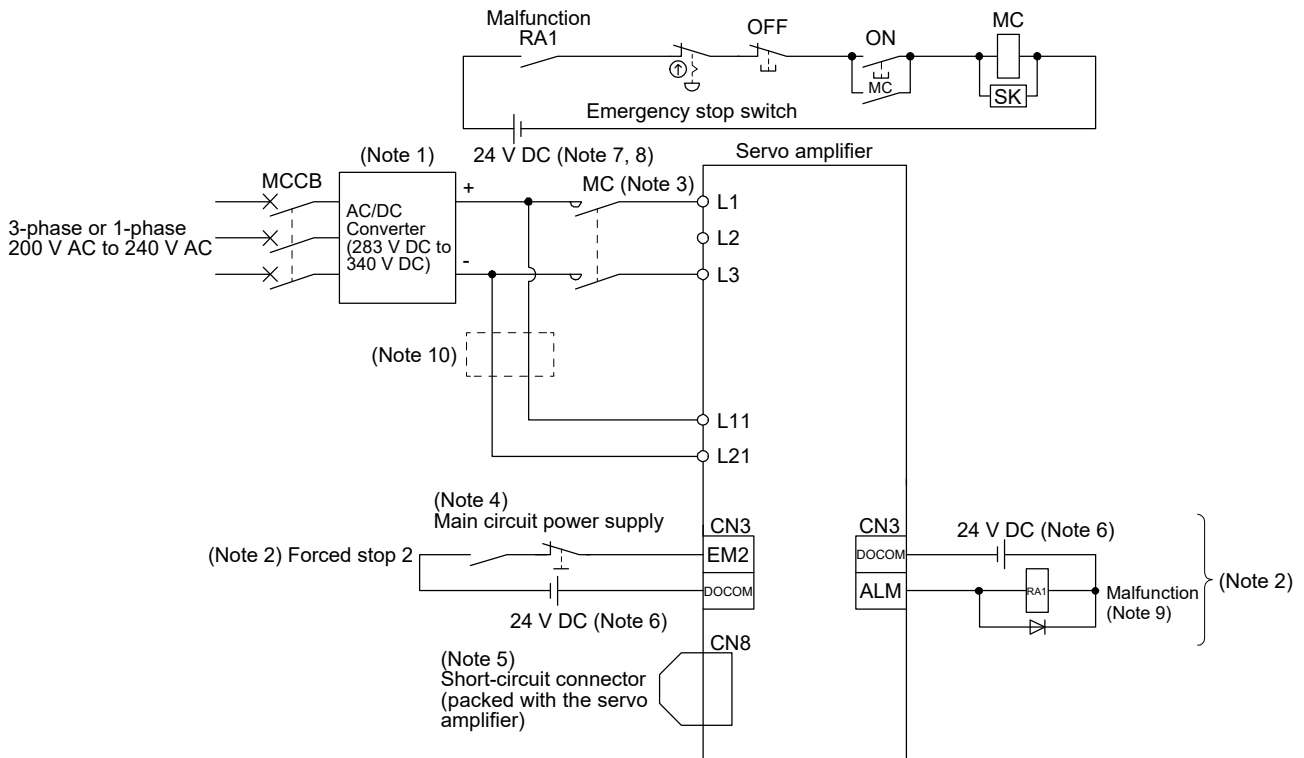 Malfunction
RA1
OFF
ON
MC
MC
SK
Emergency stop switch
24 V DC (Note 7, 8)
Servo amplifier
(Note 1)
MCCB
AC/DC
Converter
(283 V DC to
340 V DC)
+
-
MC (Note 3)
L1
L2
L3
3-phase or 1-phase
200 V AC to 240 V AC
(Note 10)
L11
L21
(Note 4)
Main circuit power supply
(Note 2) Forced stop 2
CN3
EM2
DOCOM
24 V DC (Note 6)
CN3
DOCOM
ALM
24 V DC (Note 6)
RA1
Malfunction
(Note 9)
(Note 2)
CN8
(Note 5)
Short-circuit connector
(packed with the servo
amplifier)